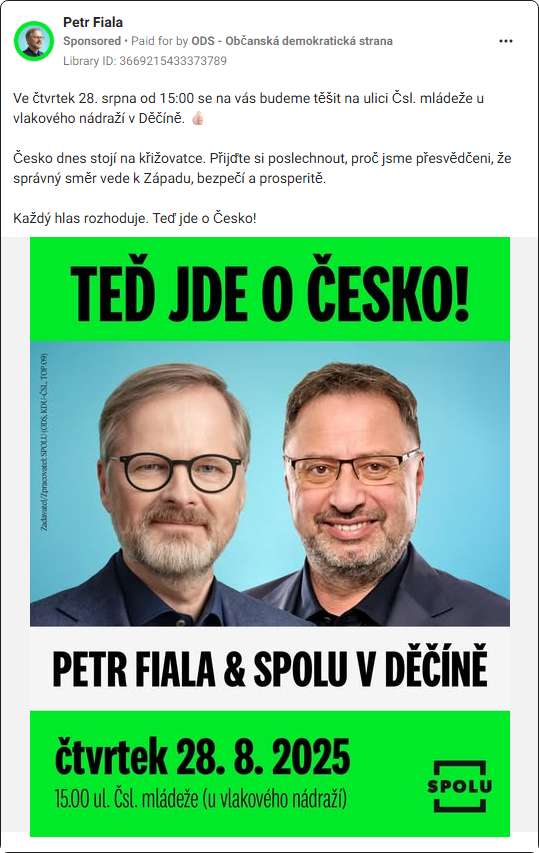 Petr Fiala
Sponsored • Paid for by ODS - Občanská demokratická strana
Library ID: 3669215433373789
Ve čtvrtek 28. srpna od 15:00 se na vás budeme těšit na ulici Čsl. mládeže u
vlakového nádraží v Děčíně. 👍🏻
Česko dnes stojí na křižovatce. Přijďte si poslechnout, proč jsme přesvědčeni, že
správný směr vede k Západu, bezpečí a prosperitě.
Každý hlas rozhoduje. Teď jde o Česko!
TEĎ JDE O ČESKO!
Zadavatel/Zpracovatel: SPOLU (ODS, KDU-ČSL, TOP 09)
PETR FIALA & SPOLU V DĚČÍNĚ
čtvrtek 28. 8. 2025
15.00 ul. Čsl. mládeže (u vlakového nádraží)
SPOLU